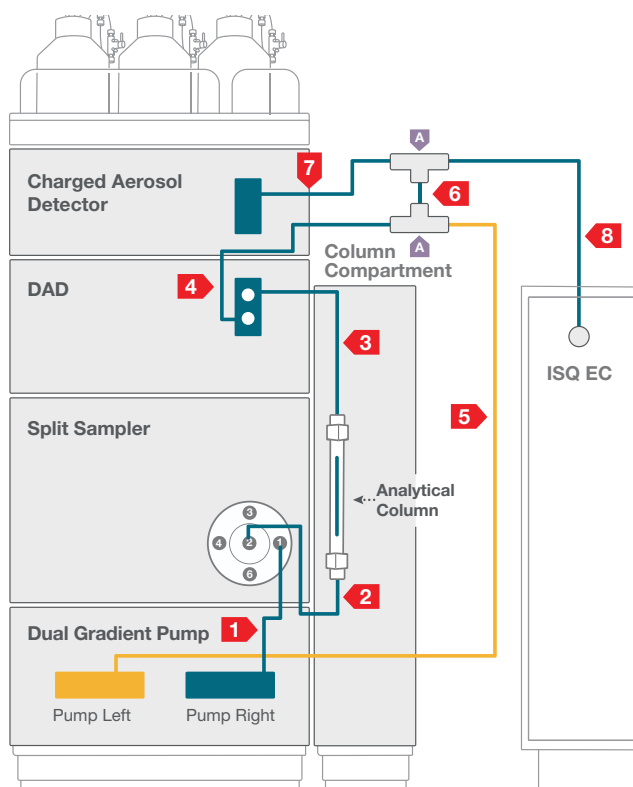 A
7
Charged Aerosol
Detector
6
A
8
Column
Compartment
4
DAD
3
ISQ EC
5
Split Sampler
Analytical
Column
3
4
2
1
6
2
1
Dual Gradient Pump
Pump Left
Pump Right